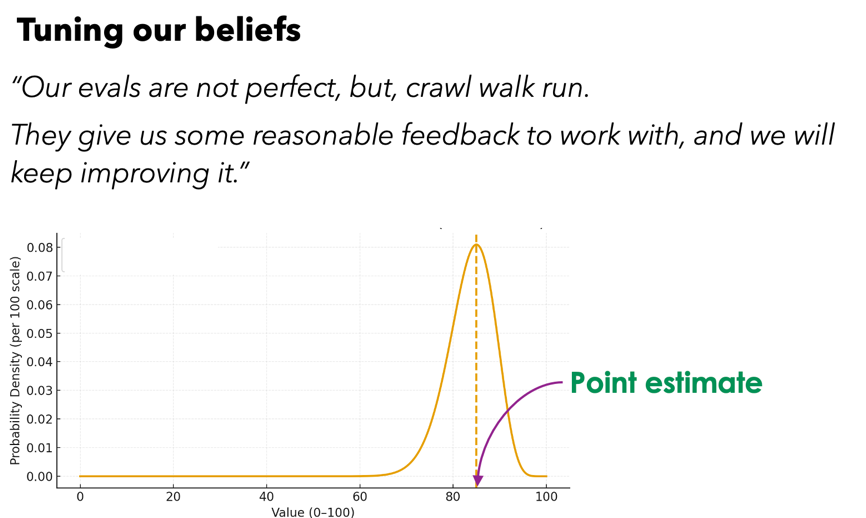 Tuning our beliefs
“Our evals are not perfect, but, crawl walk run.
They give us some reasonable feedback to work with, and we will
keep improving it.”
0.08
0.07
0.06
0.05
0.04
0.03
0.02
0.01
0.00
Probability Density (per 100 scale)
Point estimate
0 20 40 60 80 100
Value (0–100)